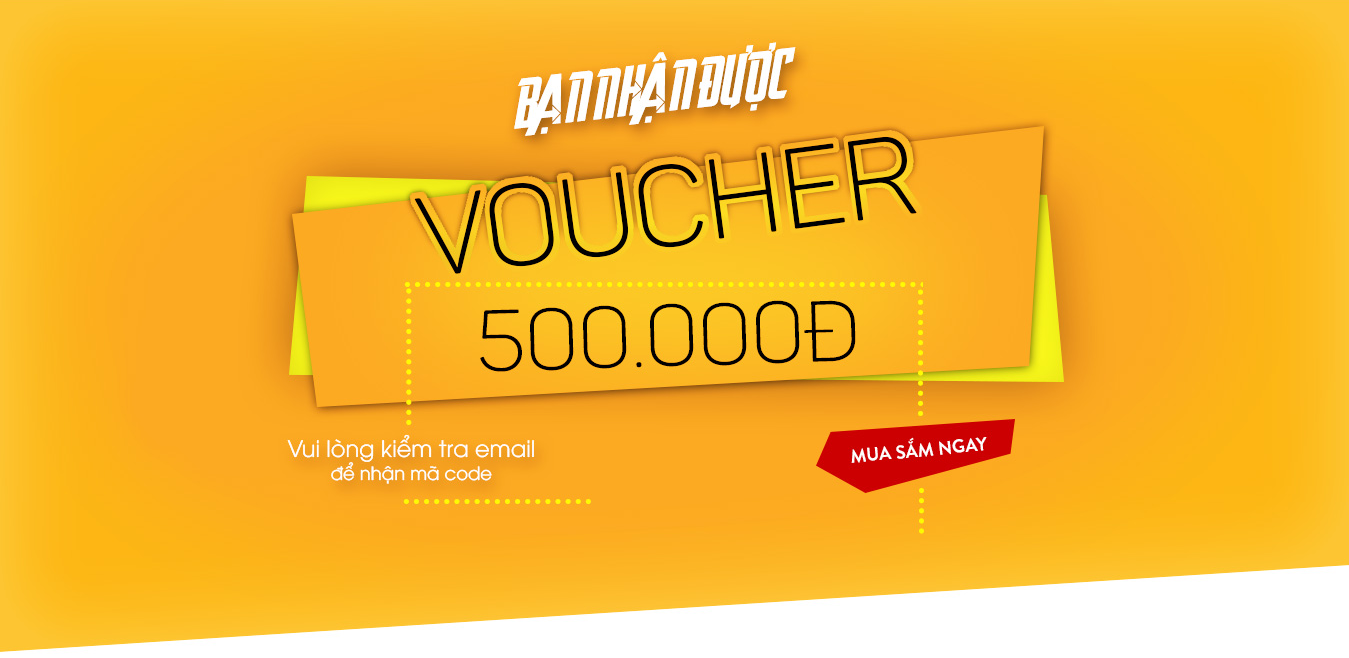 BẠN NHẬN ĐƯỢC
VOUCHER
500.000Đ
Vui lòng kiểm tra email
để nhận mã code
MUA SẮM NGAY